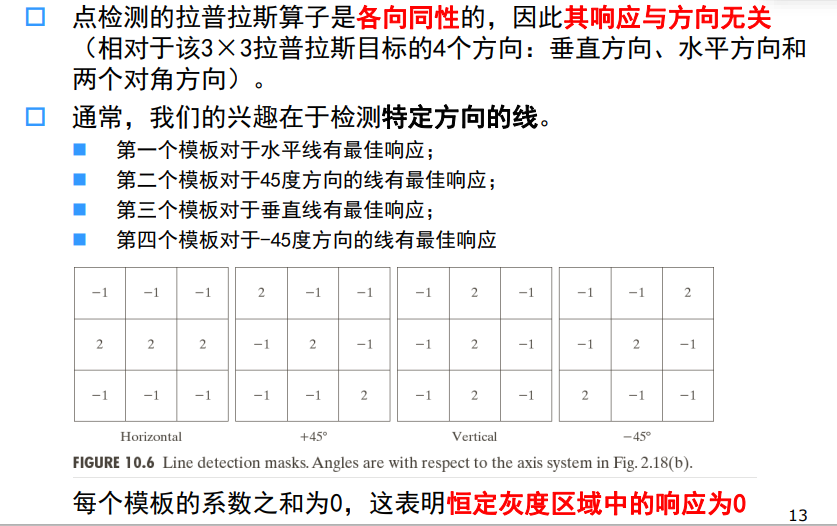 点检测的拉普拉斯算子是各向同性的，因此其响应与方向无关
（相对于该3×3拉普拉斯目标的4个方向：垂直方向、水平方向和
两个对角方向）。
通常，我们的兴趣在于检测特定方向的线。
第一个模板对于水平线有最佳响应；
第二个模板对于45度方向的线有最佳响应；
第三个模板对于垂直线有最佳响应；
第四个模板对于-45度方向的线有最佳响应
-1 -1 -1 2 -1 -1 -1 2 -1 -1 -1 2
2 2 2 -1 2 -1 -1 2 -1 -1 2 -1
-1 -1 -1 -1 -1 2 -1 2 -1 2 -1 -1
Horizontal +45° Vertical -45°
FIGURE 10.6 Line detection masks. Angles are with respect to the axis system in Fig. 2.18(b).
每个模板的系数之和为0，这表明恒定灰度区域中的响应为0
13